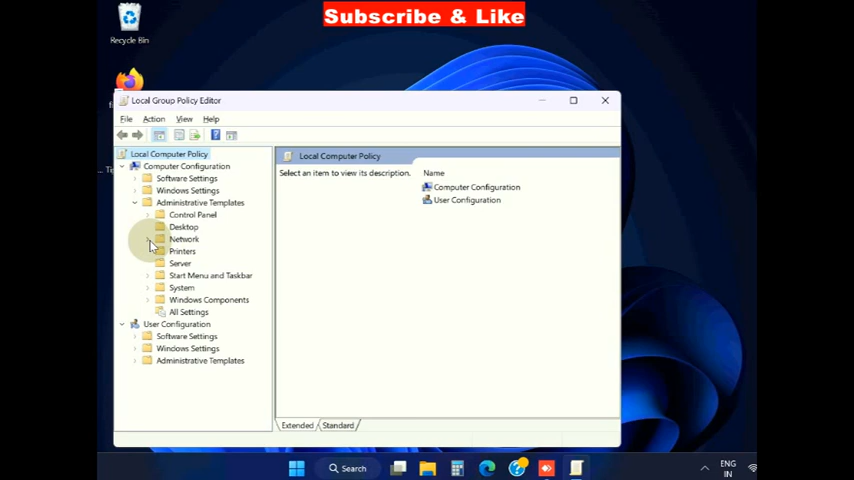 Subscribe & Like
Recycle Bin
Local Group Policy Editor
File Action View Help
Local Computer Policy
Computer Configuration
Software Settings
Windows Settings
Administrative Templates
Control Panel
Desktop
Network
Printers
Server
Start Menu and Taskbar
System
Windows Components
All Settings
User Configuration
Software Settings
Windows Settings
Administrative Templates
Local Computer Policy
Select an item to view its description.
Name
Computer Configuration
User Configuration
Extended Standard
Search
ENG
IN